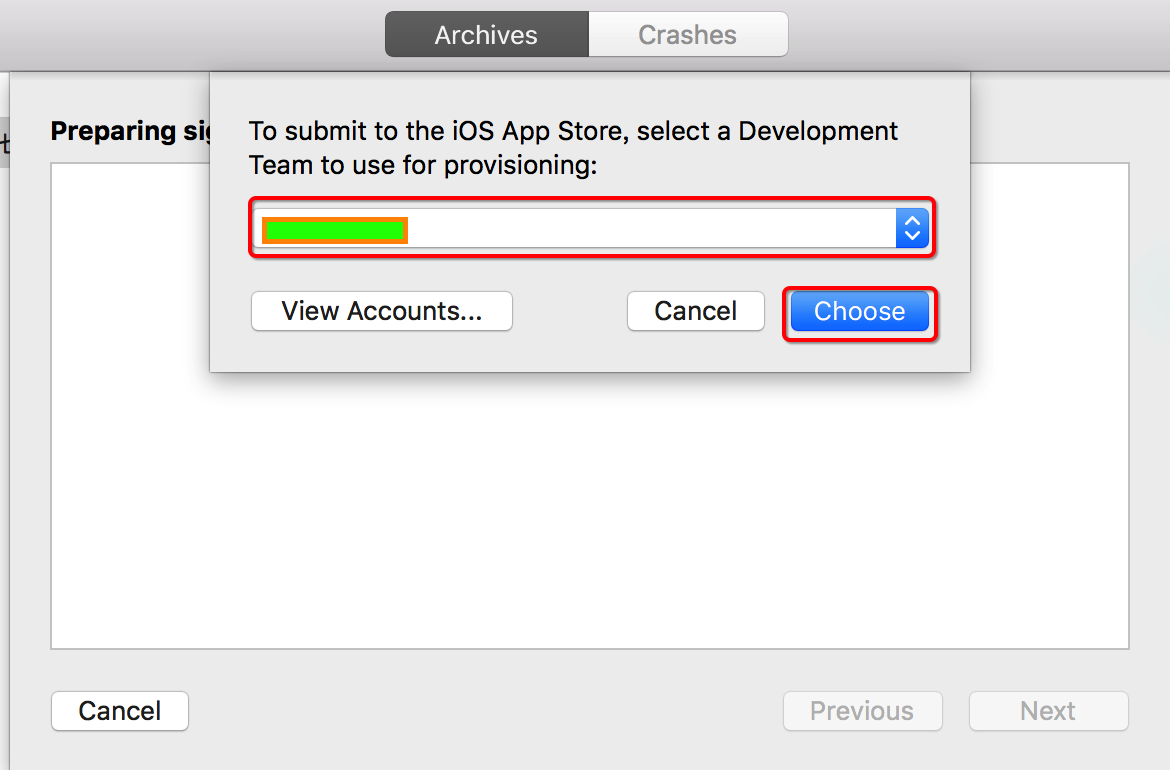 Archives
Crashes
Preparing
To submit to the iOS App Store, select a Development
Team to use for provisioning:
View Accounts...
Cancel
Choose
Cancel
Previous
Next